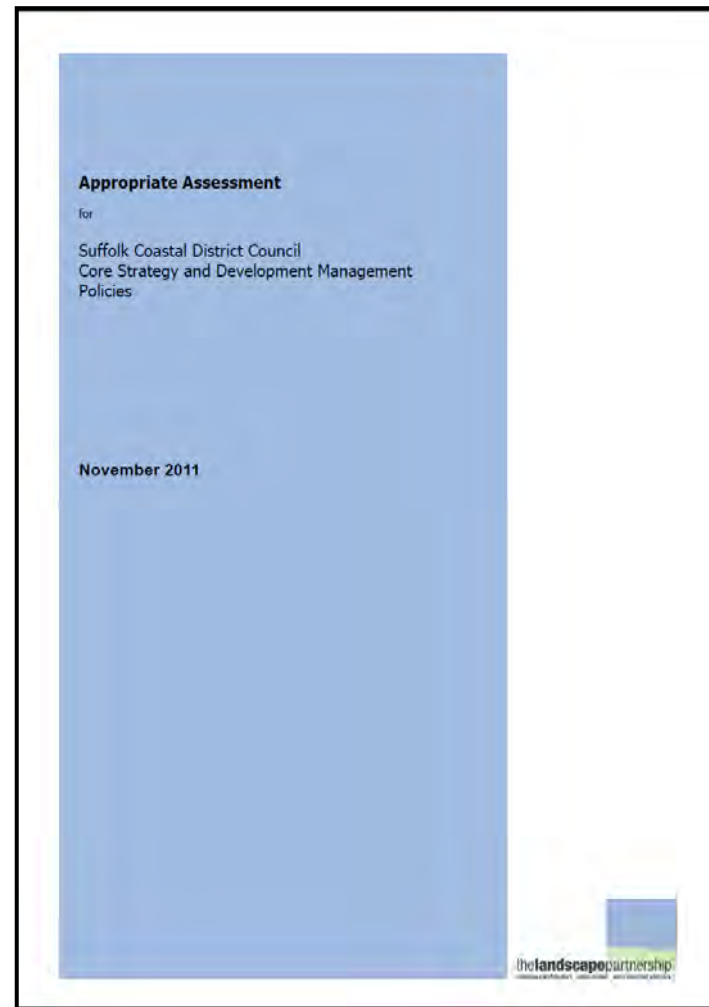 Appropriate Assessment
for
Suffolk Coastal District Council
Core Strategy and Development Management
Policies
November 2011
thelandscapepartnership